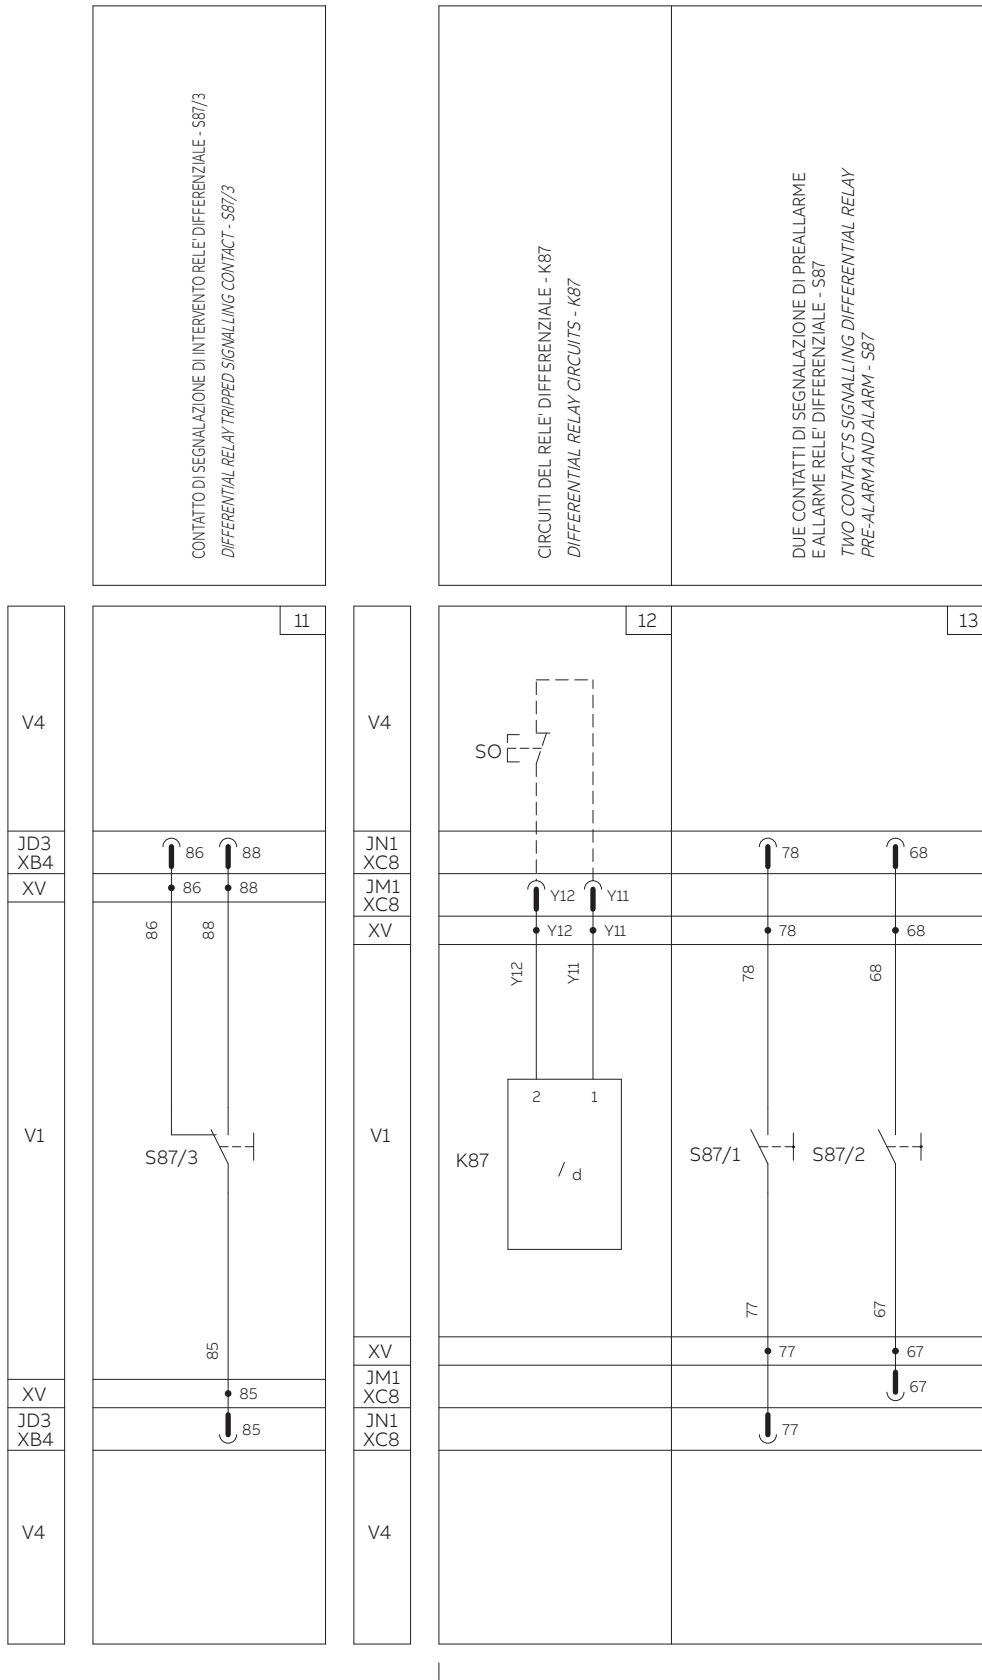 CONTATTO DI SEGNALAZIONE DI INTERVENTO RELE' DIFFERENZIALE - S87/3
DIFFERENTIAL RELAY TRIPPED SIGNALLING CONTACT - S87/3
CIRCUITI DEL RELE' DIFFERENZIALE - K87
DIFFERENTIAL RELAY CIRCUITS - K87
DUE CONTATTI DI SEGNALAZIONE DI PREALLARME
E ALLARME RELE' DIFFERENZIALE - S87
TWO CONTACTS SIGNALLING DIFFERENTIAL RELAY
PRE-ALARM AND ALARM - S87
V4
JD3
XB4
XV
V1
XV
JD3
XB4
V4
11
86 88
86 88
86 88
S87/3
85
85
85
V4
JN1
XC8
JM1
XC8
XV
V1
XV
JM1
XC8
JN1
XC8
V4
12
SO
Y12 Y11
Y12 Y11
Y12 Y11
2 1
K87
/ d
13
78 68
78 68
78 68
S87/1 S87/2
77 67
77 67
67
77